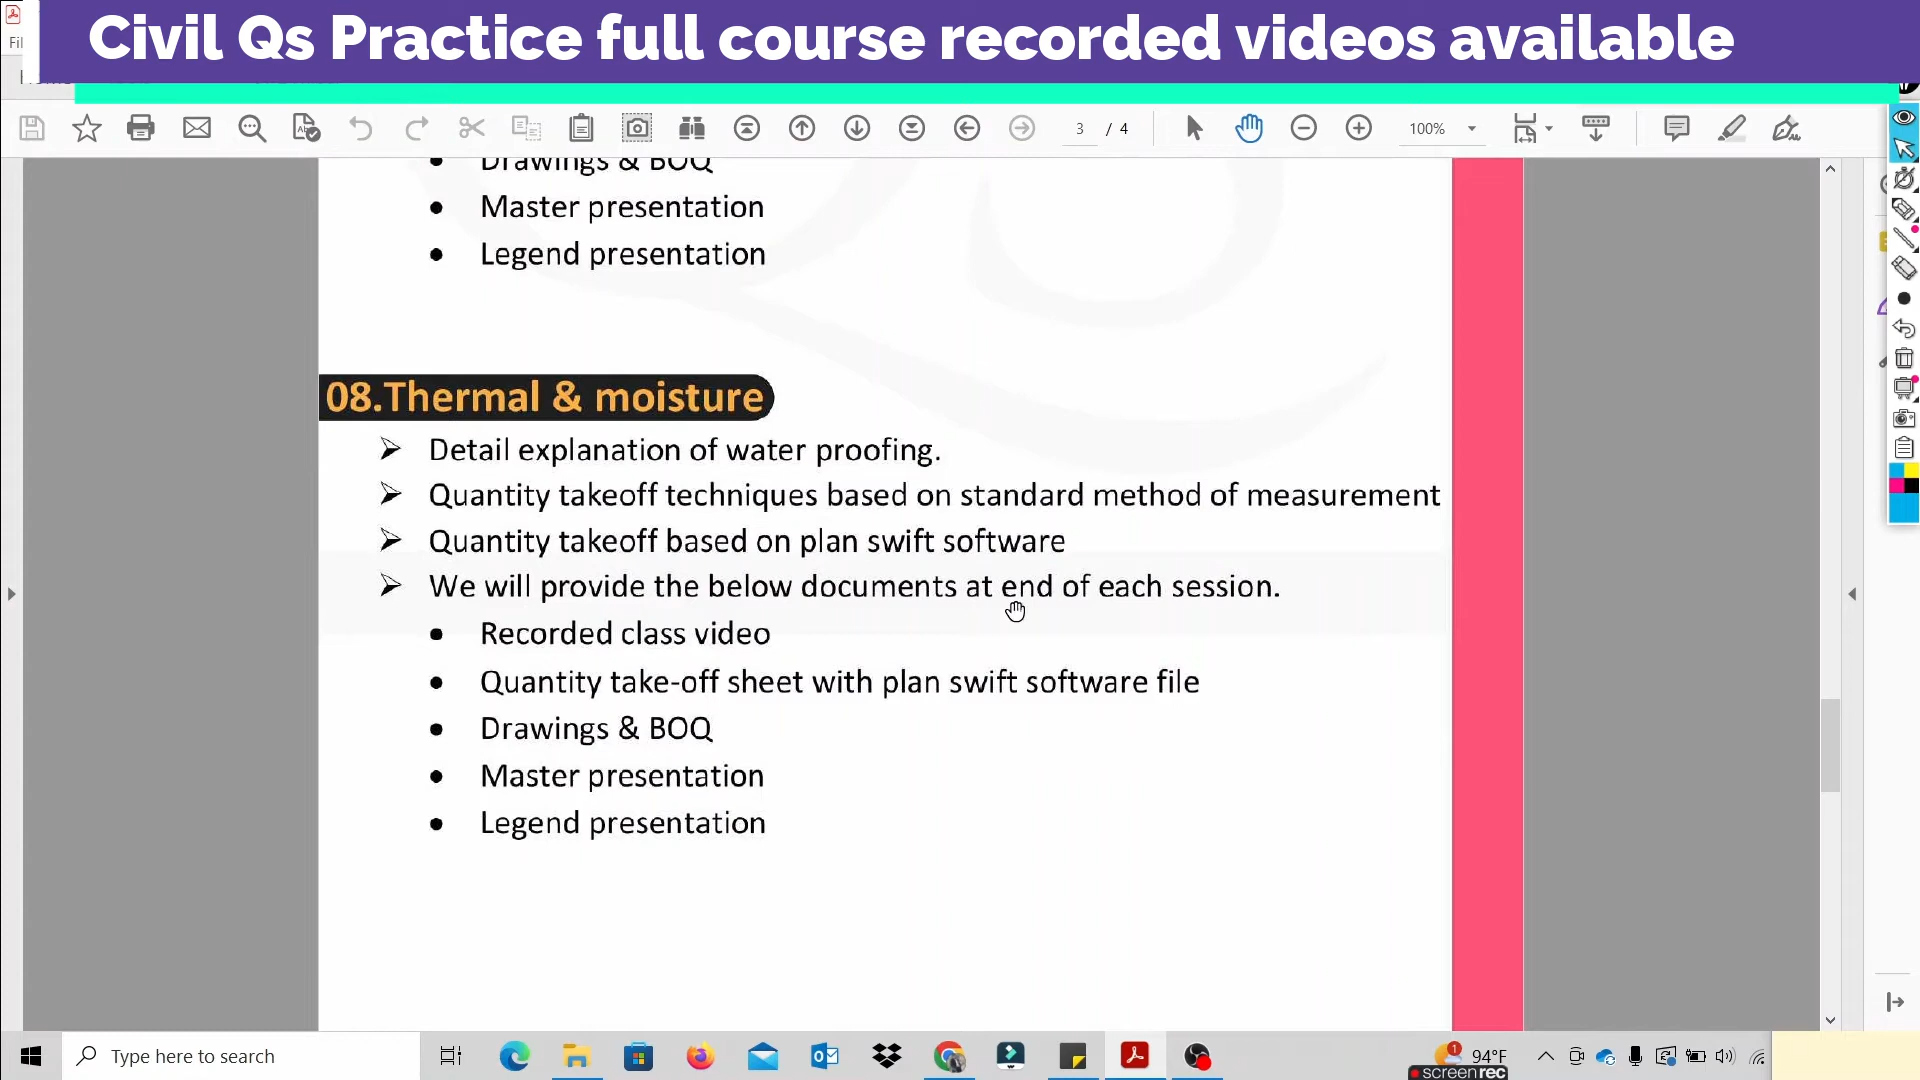 Civil Qs Practice full course recorded videos available
3 / 4
100%
Drawings & BOQ
Master presentation
Legend presentation
08.Thermal & moisture
Detail explanation of water proofing.
Quantity takeoff techniques based on standard method of measurement
Quantity takeoff based on plan swift software
We will provide the below documents at end of each session.
Recorded class video
Quantity take-off sheet with plan swift software file
Drawings & BOQ
Master presentation
Legend presentation
Type here to search
1
94°F
screenrec